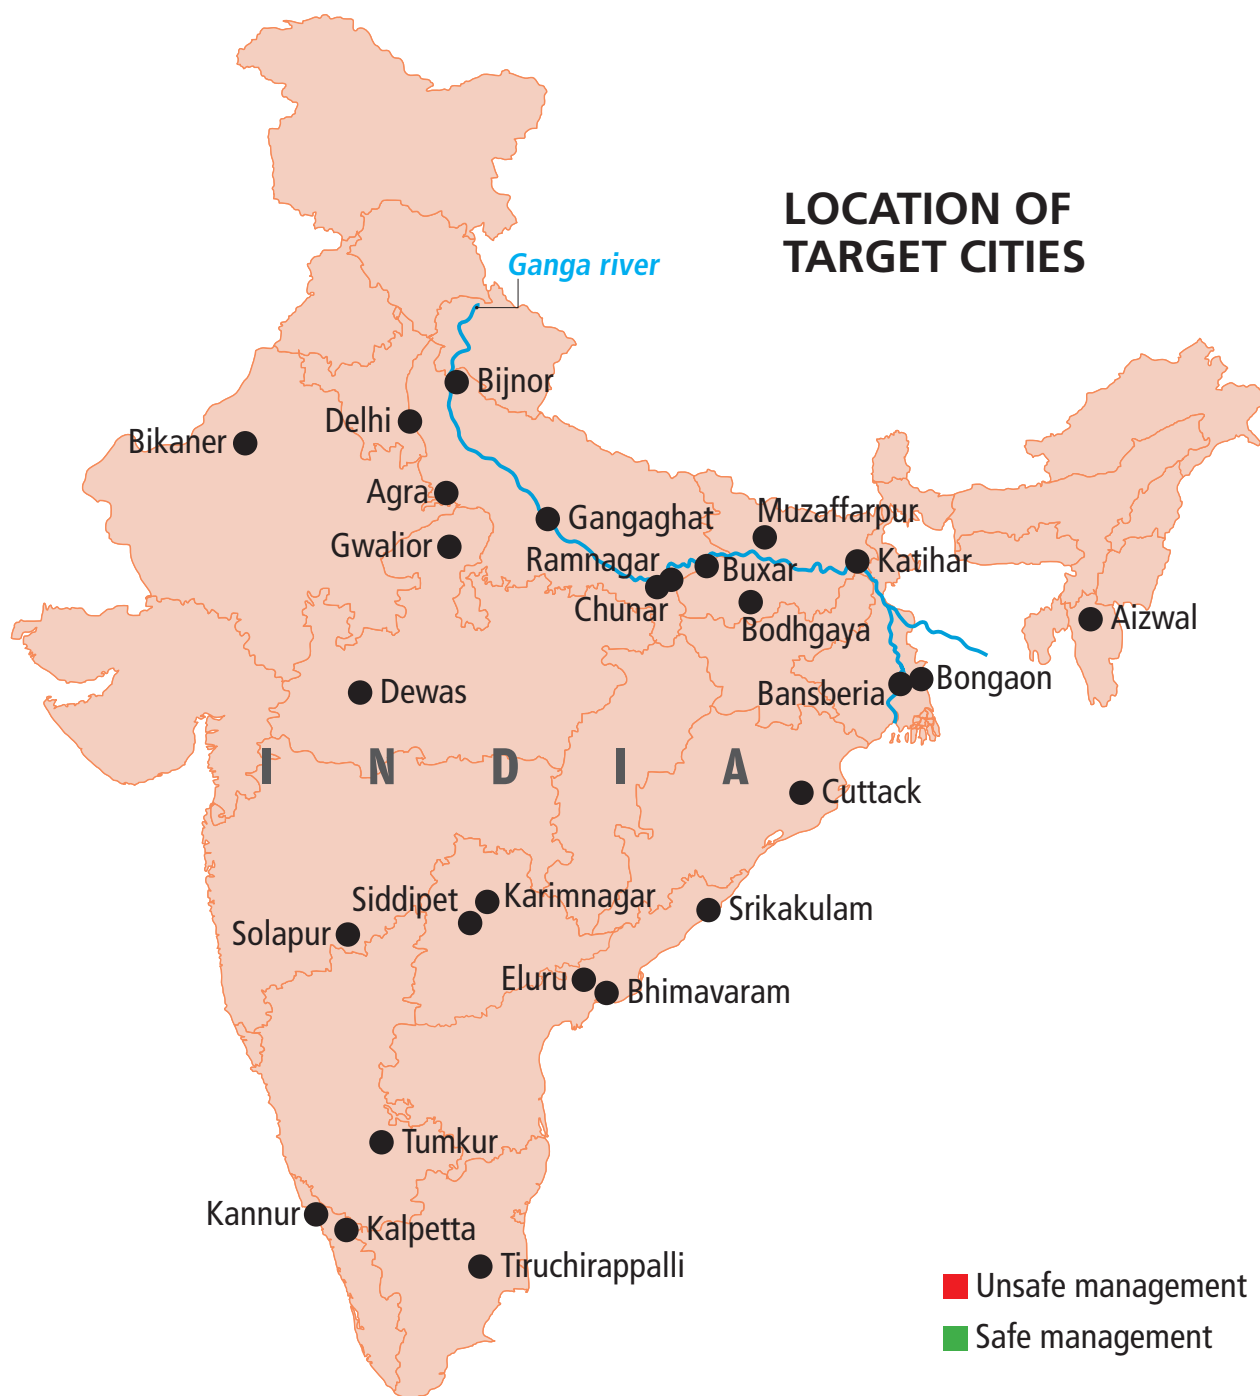 LOCATION OF
TARGET CITIES
Ganga river
Bijnor
Delhi
Bikaner
Agra
Gangaghat
Muzaffarpur
Gwalior
Ramnagar
Buxar
Katihar
Chunar
Bodhgaya
Aizwal
Dewas
Bansberia
Bongaon
I N D I A
Cuttack
Siddipet
Karimnagar
Srikakulam
Solapur
Eluru
Bhimavaram
Tumkur
Kannur
Kalpetta
Tiruchirappalli
Unsafe management
Safe management